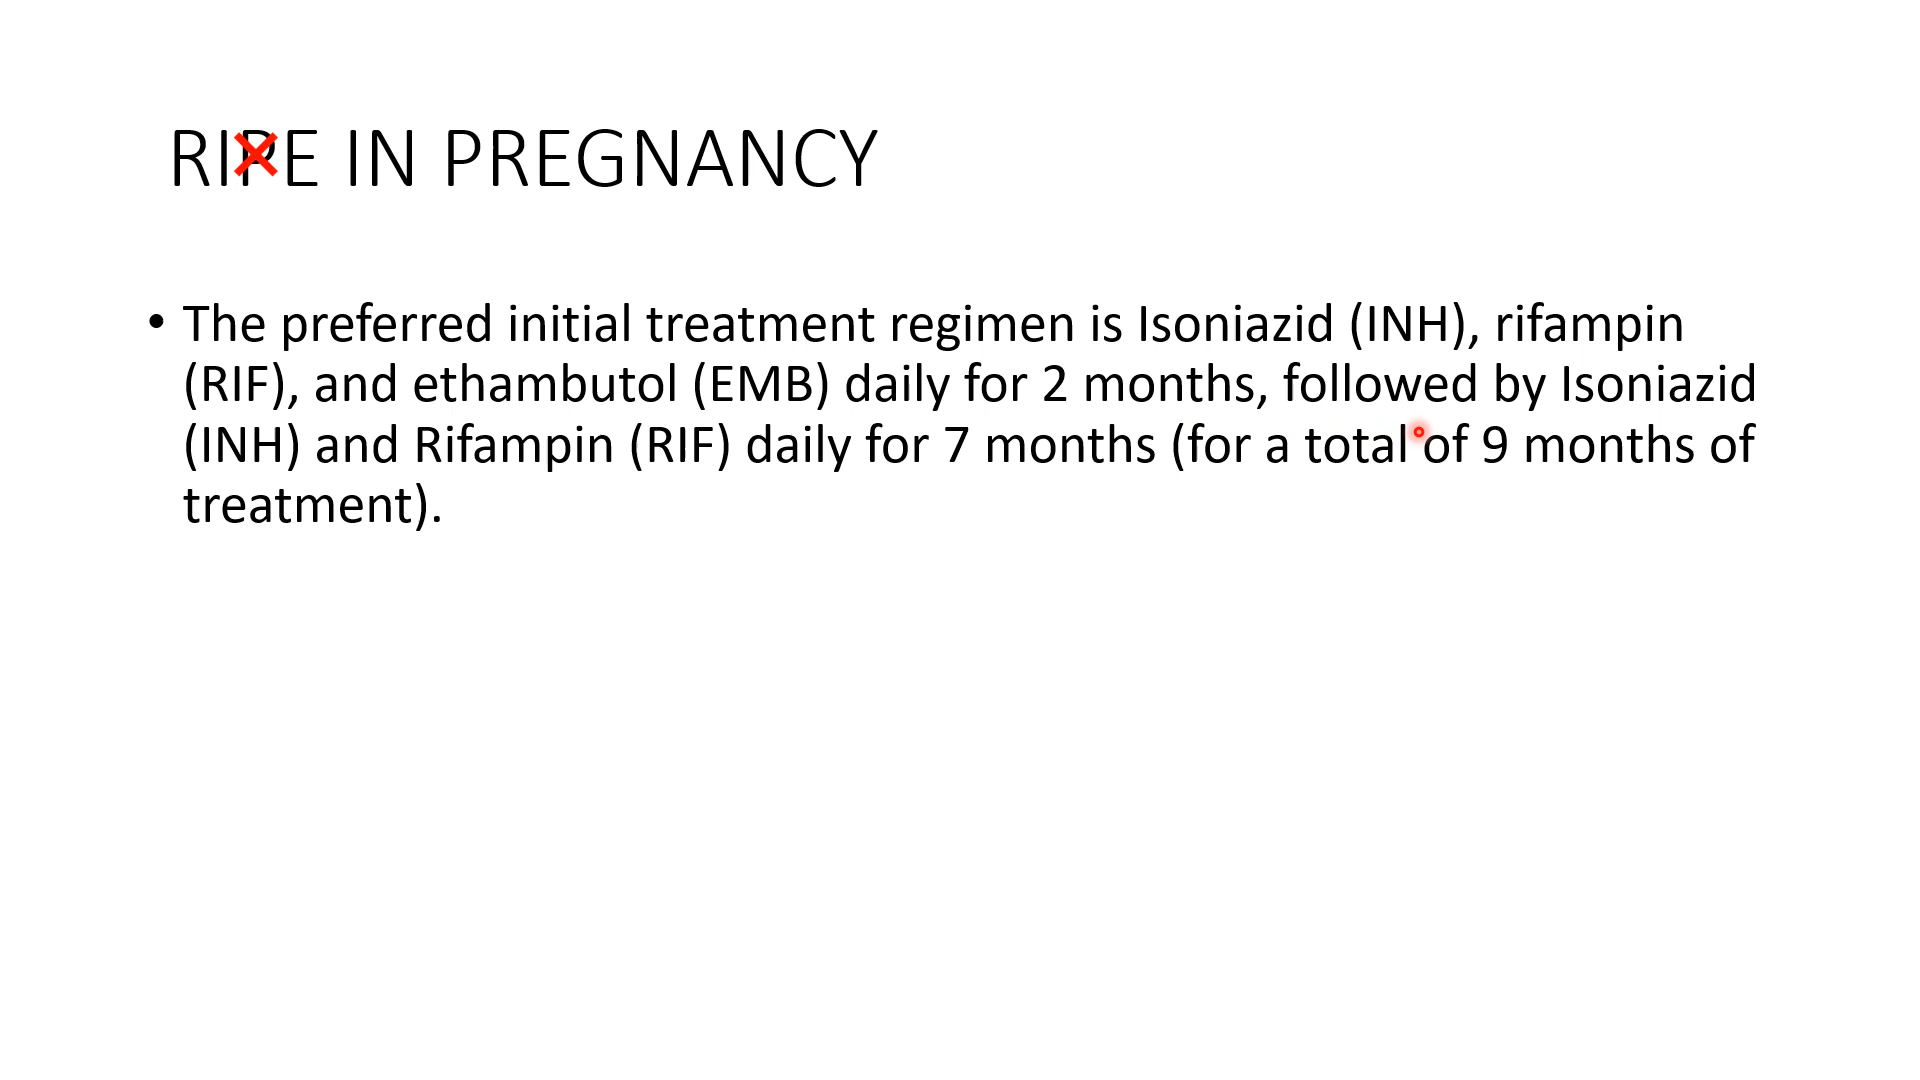 RIPE IN PREGNANCY
• The preferred initial treatment regimen is Isoniazid (INH), rifampin
(RIF), and ethambutol (EMB) daily for 2 months, followed by Isoniazid
(INH) and Rifampin (RIF) daily for 7 months (for a total of 9 months of
treatment).